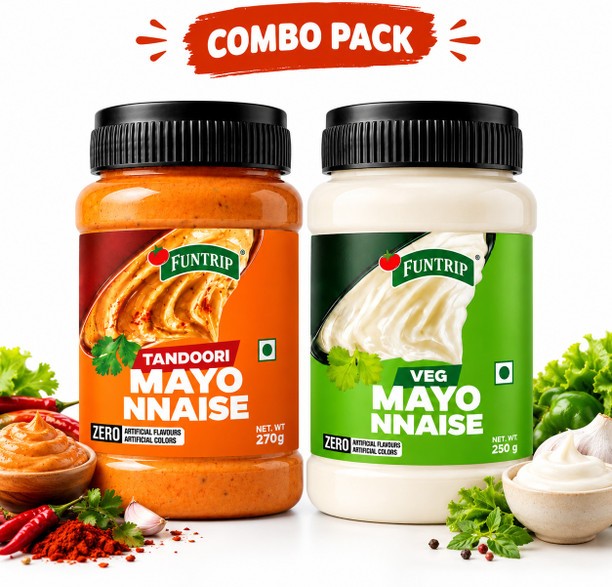 COMBO PACK
FUNTRIP®
TANDOORI
MAYO
NNAISE
ZERO ARTIFICIAL FLAVOURS
ARTIFICIAL COLORS
NET. WT
270g
FUNTRIP®
VEG
MAYO
NNAISE
ZERO ARTIFICIAL FLAVOURS
ARTIFICIAL COLORS
NET. WT
250 g